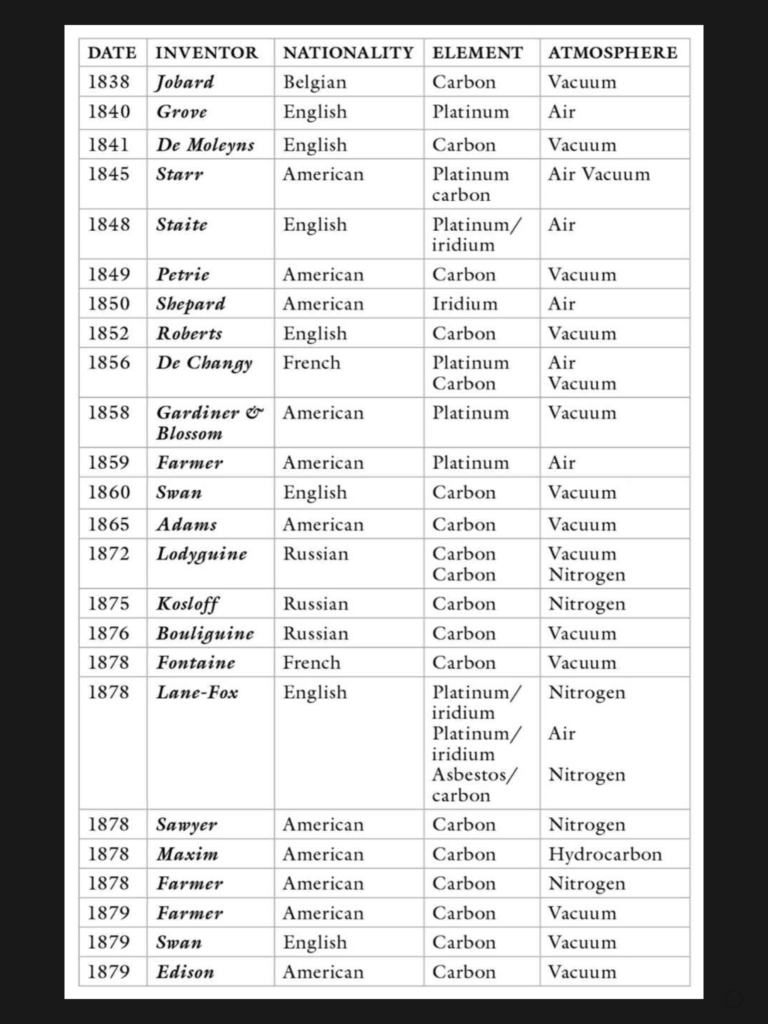 DATE INVENTOR NATIONALITY ELEMENT ATMOSPHERE
1838 Jobard Belgian Carbon Vacuum
1840 Grove English Platinum Air
1841 De Moleyns English Carbon Vacuum
1845 Starr American Platinum Air Vacuum
carbon
1848 Staite English Platinum/ Air
iridium
1849 Petrie American Carbon Vacuum
1850 Shepard American Iridium Air
1852 Roberts English Carbon Vacuum
1856 De Changy French Platinum Air
Carbon Vacuum
1858 Gardiner & American Platinum Vacuum
Blossom
1859 Farmer American Platinum Air
1860 Swan English Carbon Vacuum
1865 Adams American Carbon Vacuum
1872 Lodyguine Russian Carbon Vacuum
Carbon Nitrogen
1875 Kosloff Russian Carbon Nitrogen
1876 Bouliguine Russian Carbon Vacuum
1878 Fontaine French Carbon Vacuum
1878 Lane-Fox English Platinum/ Nitrogen
iridium
Platinum/ Air
iridium
Asbestos/ Nitrogen
carbon
1878 Sawyer American Carbon Nitrogen
1878 Maxim American Carbon Hydrocarbon
1878 Farmer American Carbon Nitrogen
1879 Farmer American Carbon Vacuum
1879 Swan English Carbon Vacuum
1879 Edison American Carbon Vacuum